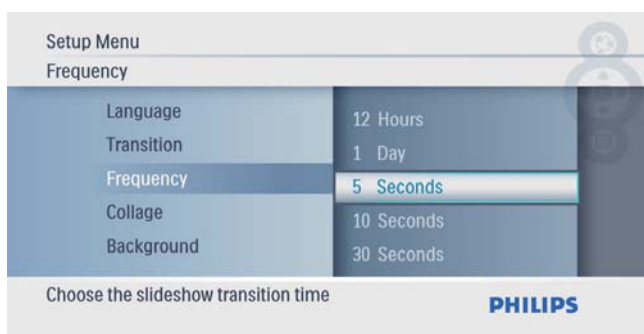 Setup Menu
Frequency
Language
Transition
Frequency
Collage
Background
12 Hours
1 Day
5 Seconds
10 Seconds
30 Seconds
Choose the slideshow transition time
PHILIPS